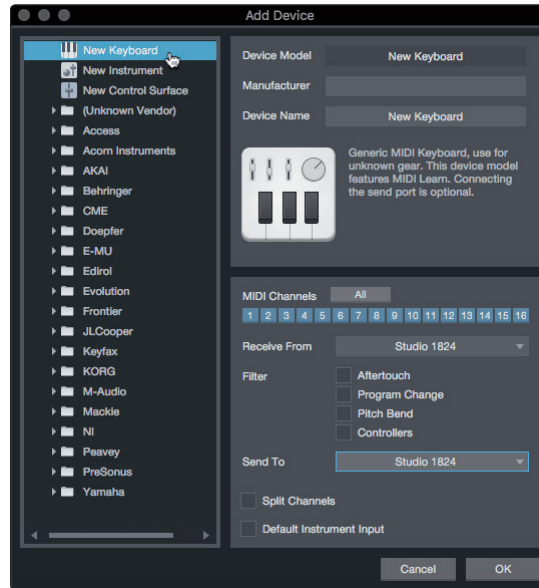 Add Device
New Keyboard
New Instrument
New Control Surface
(Unknown Vendor)
Access
Acorn Instruments
AKAI
Behringer
CME
Doepfer
E-MU
Edirol
Evolution
Frontier
JLCooper
Keyfax
KORG
M-Audio
Mackie
NI
Peavey
PreSonus
Yamaha
Device Model New Keyboard
Manufacturer
Device Name New Keyboard
Generic MIDI Keyboard, use for
unknown gear. This device model
features MIDI Learn. Connecting
the send port is optional.
MIDI Channels All
1 2 3 4 5 6 7 8 9 10 11 12 13 14 15 16
Receive From Studio 1824
Filter Aftertouch
Program Change
Pitch Bend
Controllers
Send To Studio 1824
Split Channels
Default Instrument Input
Cancel OK